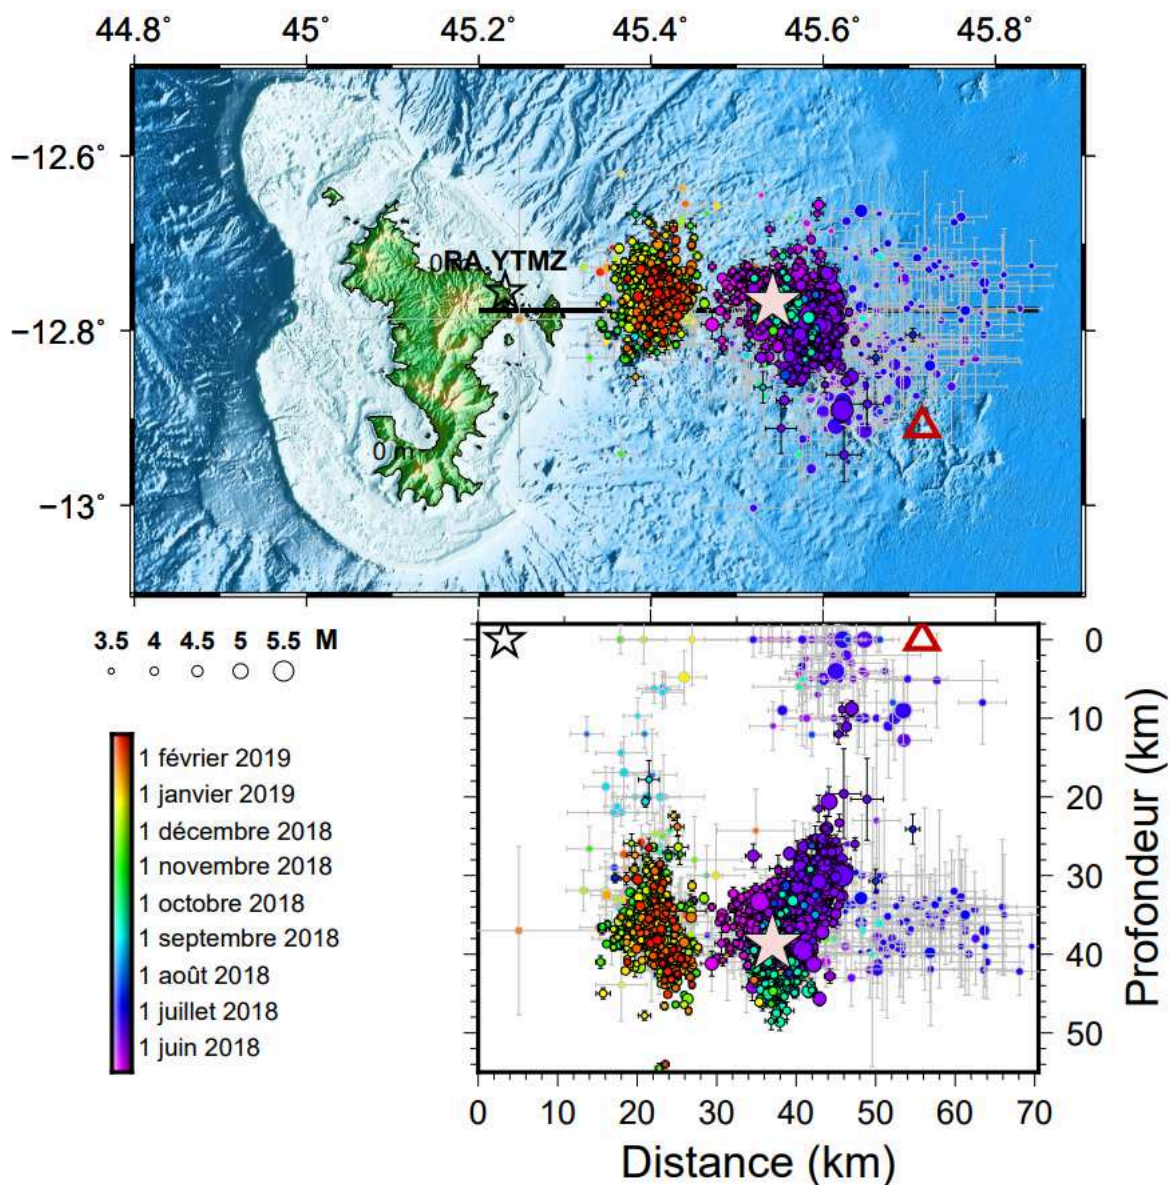 44.8° 45° 45.2° 45.4° 45.6° 45.8°
−12.6°
0 RA.YTMZ
−12.8°
0 m
−13°
3.5 4 4.5 5 5.5 M
1 février 2019
1 janvier 2019
1 décembre 2018
1 novembre 2018
1 octobre 2018
1 septembre 2018
1 août 2018
1 juillet 2018
1 juin 2018
0
10
20
30
40
50
Profondeur (km)
0 10 20 30 40 50 60 70
Distance (km)